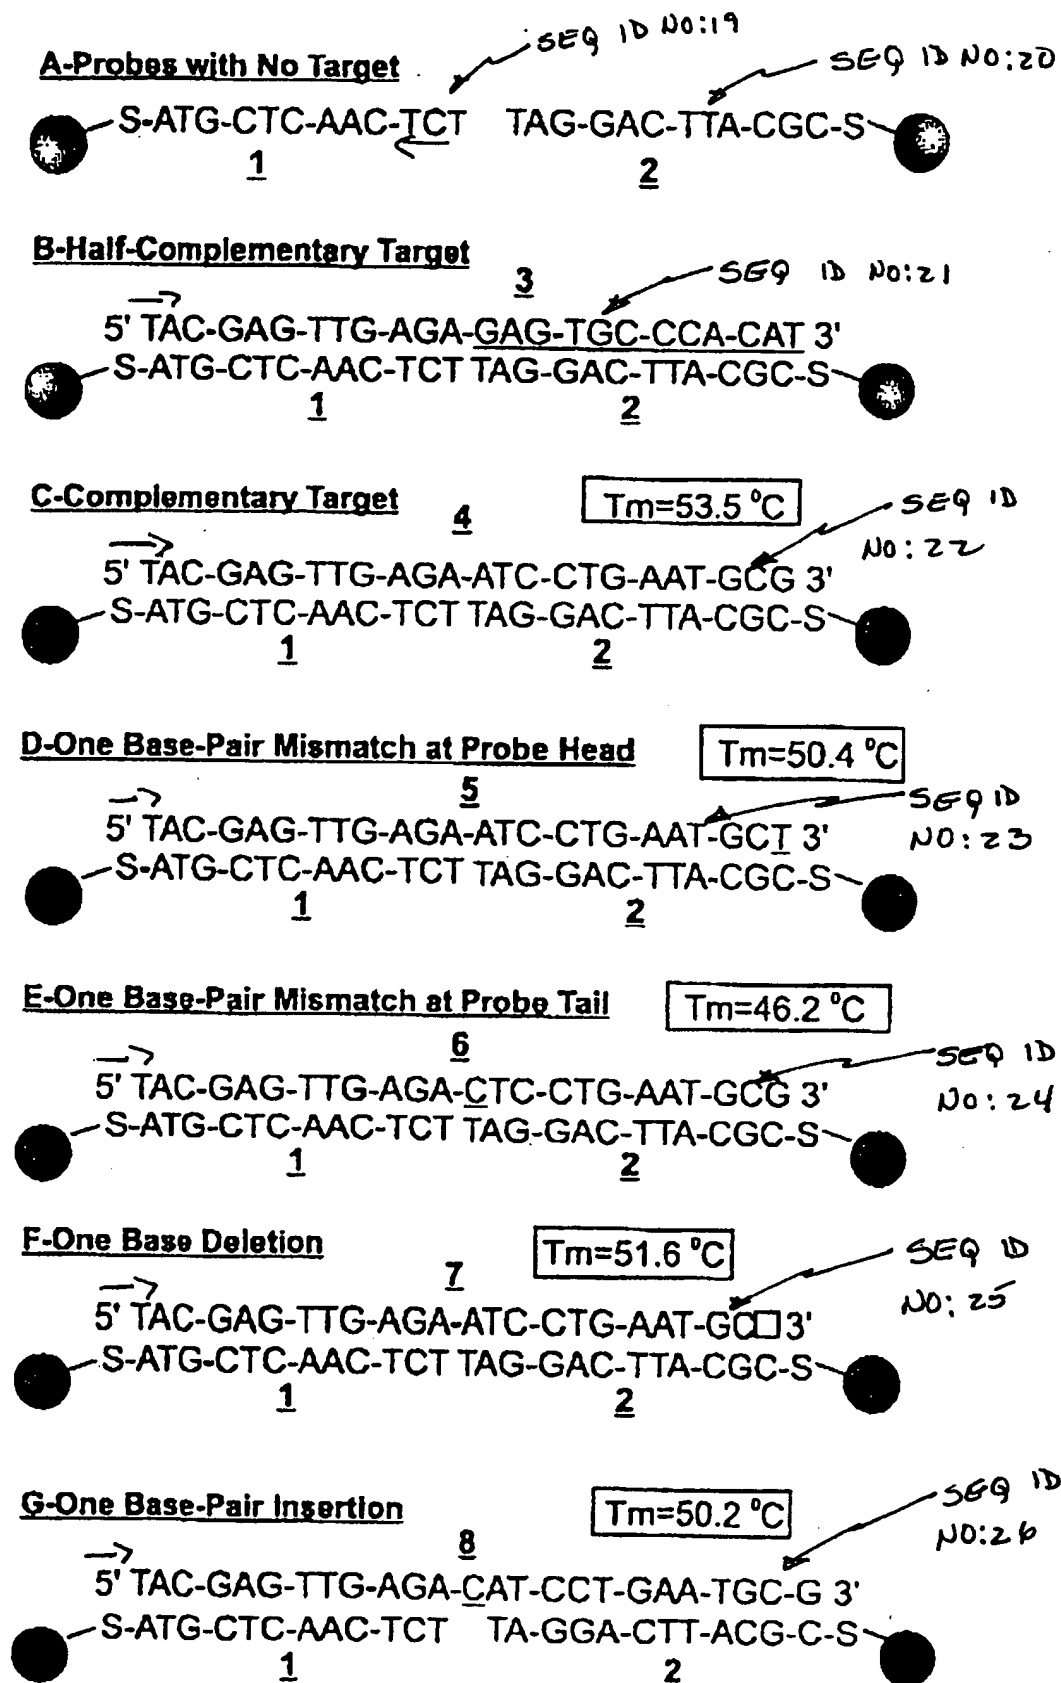 SEQ ID NO:19
A-Probes with No Target
SEQ ID NO:20
S-ATG-CTC-AAC-TCT TAG-GAC-TTA-CGC-S
1 2
B-Half-Complementary Target
3
SEQ ID NO:21
5' TAC-GAG-TTG-AGA-GAG-TGC-CCA-CAT 3'
S-ATG-CTC-AAC-TCT TAG-GAC-TTA-CGC-S
1 2
C-Complementary Target
4
Tm=53.5 °C
SEQ ID
NO:22
5' TAC-GAG-TTG-AGA-ATC-CTG-AAT-GCG 3'
S-ATG-CTC-AAC-TCT TAG-GAC-TTA-CGC-S
1 2
D-One Base-Pair Mismatch at Probe Head
Tm=50.4 °C
5
SEQ ID
NO:23
5' TAC-GAG-TTG-AGA-ATC-CTG-AAT-GCT 3'
S-ATG-CTC-AAC-TCT TAG-GAC-TTA-CGC-S
1 2
E-One Base-Pair Mismatch at Probe Tail
Tm=46.2 °C
6
SEQ ID
NO:24
5' TAC-GAG-TTG-AGA-CTC-CTG-AAT-GCG 3'
S-ATG-CTC-AAC-TCT TAG-GAC-TTA-CGC-S
1 2
F-One Base Deletion
Tm=51.6 °C
7
SEQ ID
NO:25
5' TAC-GAG-TTG-AGA-ATC-CTG-AAT-GC□ 3'
S-ATG-CTC-AAC-TCT TAG-GAC-TTA-CGC-S
1 2
G-One Base-Pair Insertion
Tm=50.2 °C
8
SEQ ID
NO:26
5' TAC-GAG-TTG-AGA-CAT-CCT-GAA-TGC-G 3'
S-ATG-CTC-AAC-TCT TA-GGA-CTT-ACG-C-S
1 2